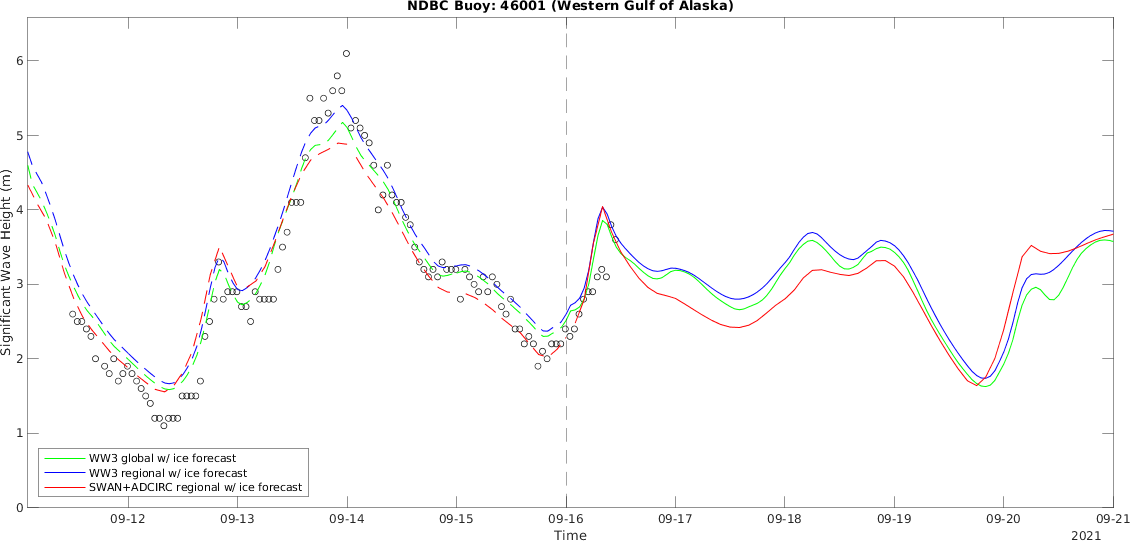 NDBC Buoy: 46001 (Western Gulf of Alaska)
Significant Wave Height (m)
6
5
4
3
2
1
0
WW3 global w/ ice forecast
WW3 regional w/ ice forecast
SWAN+ADCIRC regional w/ ice forecast
09-12 09-13 09-14 09-15 09-16 09-17 09-18 09-19 09-20 09-21
Time
2021